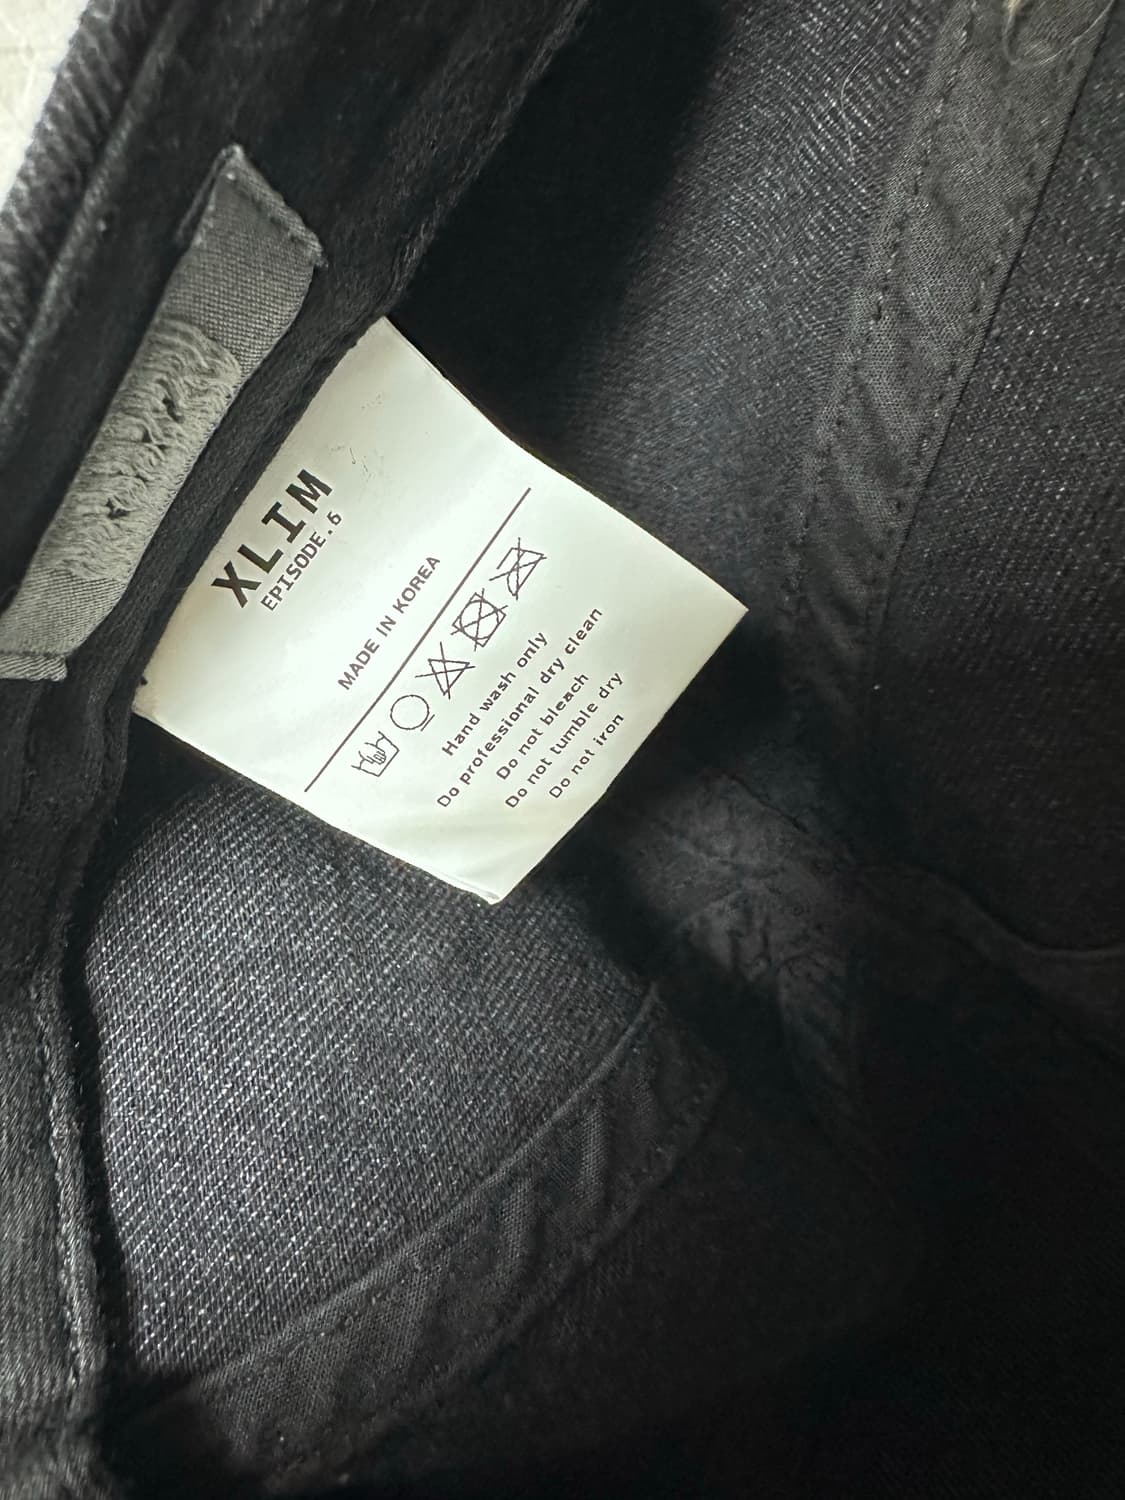 XLIM
EPISODE.6
MADE IN KOREA
Hand wash only
Do professional dry clean
Do not bleach
Do not tumble dry
Do not iron